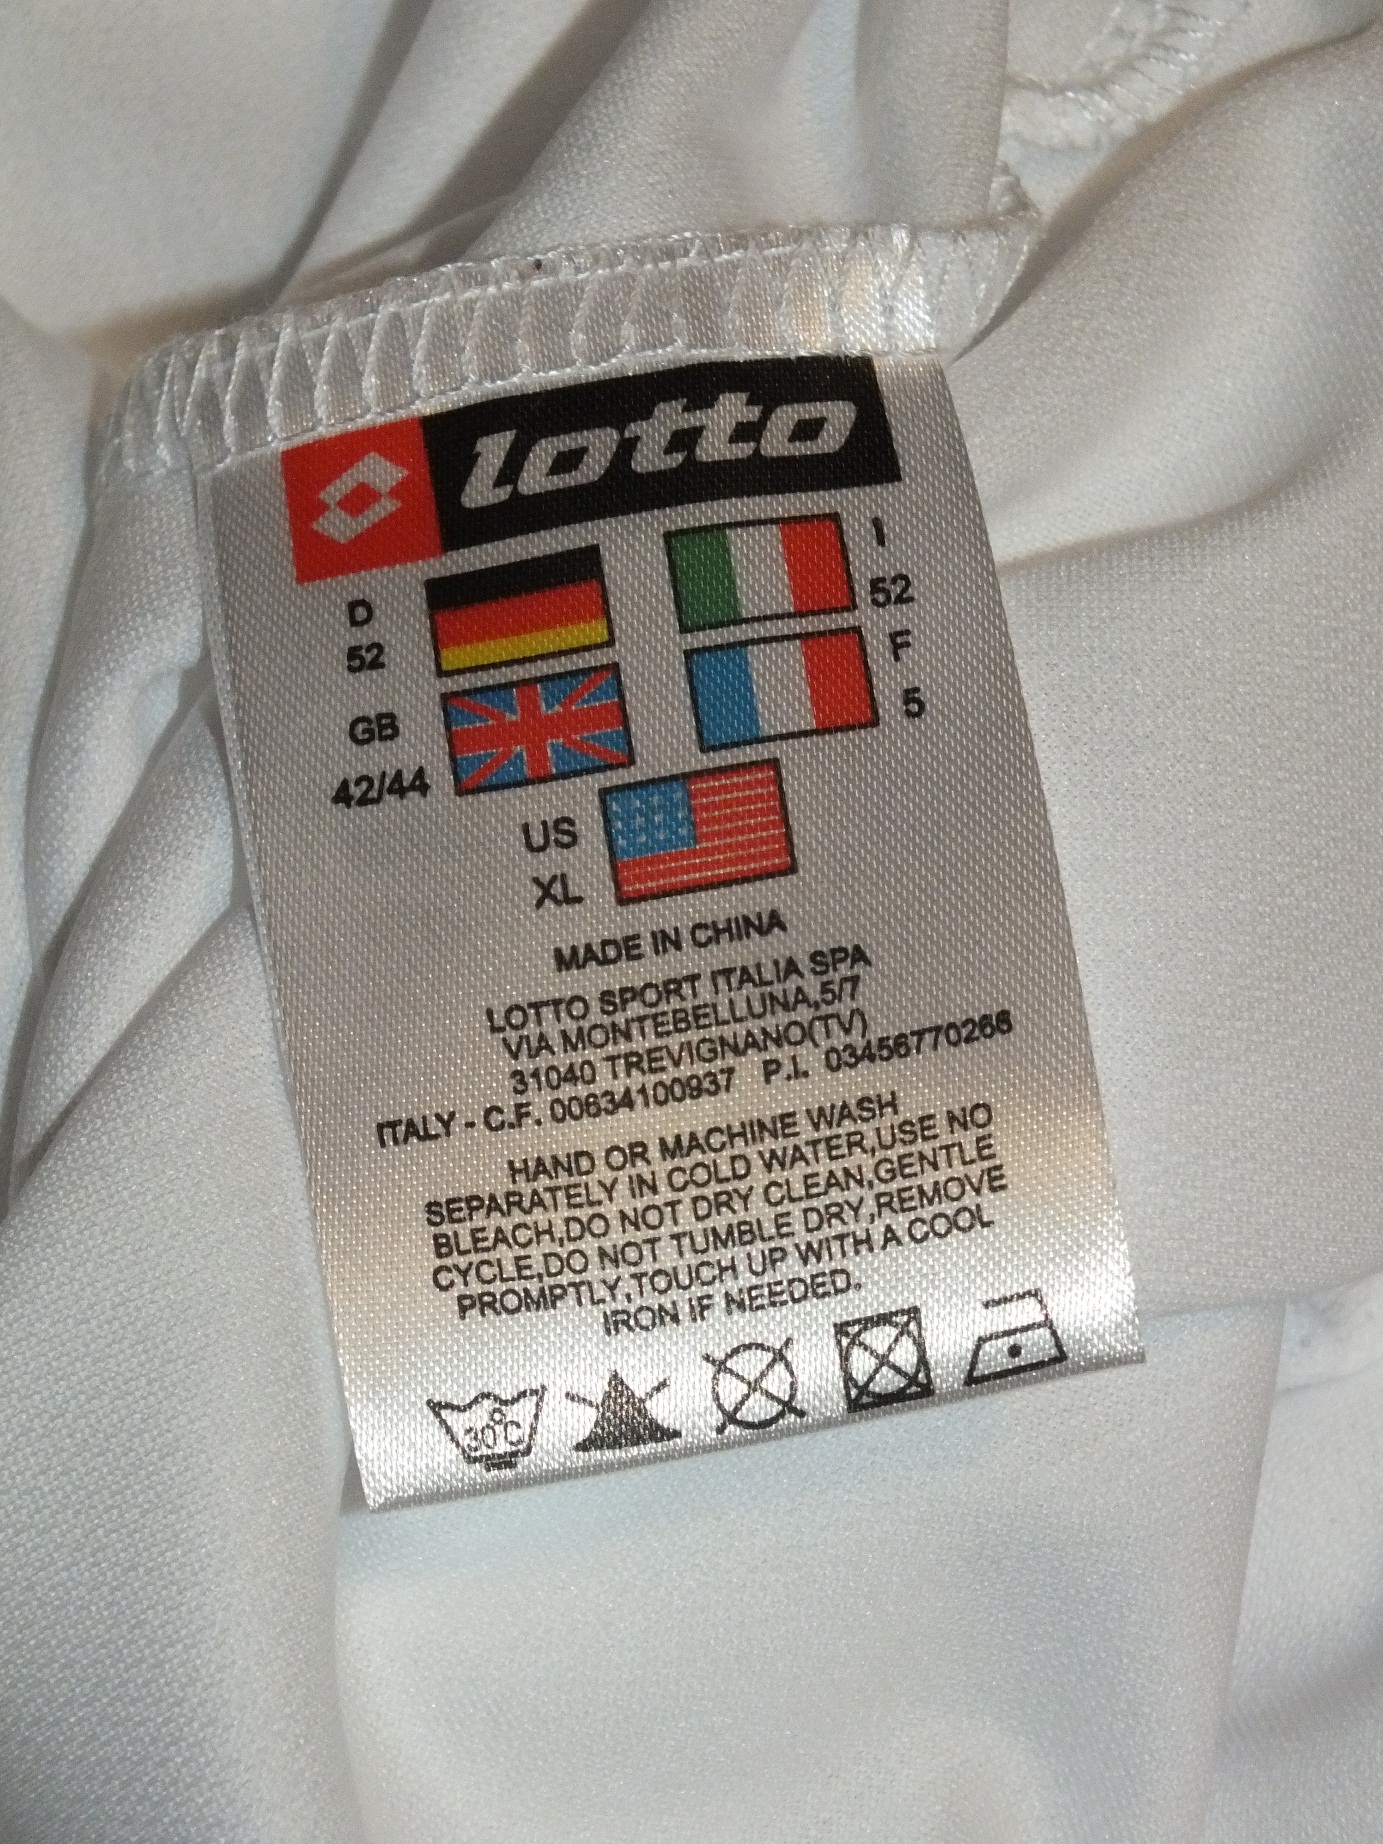 lotto
D
52
I
52
GB
42/44
F
5
US
XL
MADE IN CHINA
LOTTO SPORT ITALIA SPA
VIA MONTEBELLUNA,5/7
31040 TREVIGNANO(TV)
ITALY - C.F. 00634100937 P.I. 03456770266
HAND OR MACHINE WASH
SEPARATELY IN COLD WATER,USE NO
BLEACH,DO NOT DRY CLEAN,GENTLE
CYCLE,DO NOT TUMBLE DRY,REMOVE
PROMPTLY,TOUCH UP WITH A COOL
IRON IF NEEDED.
30°C